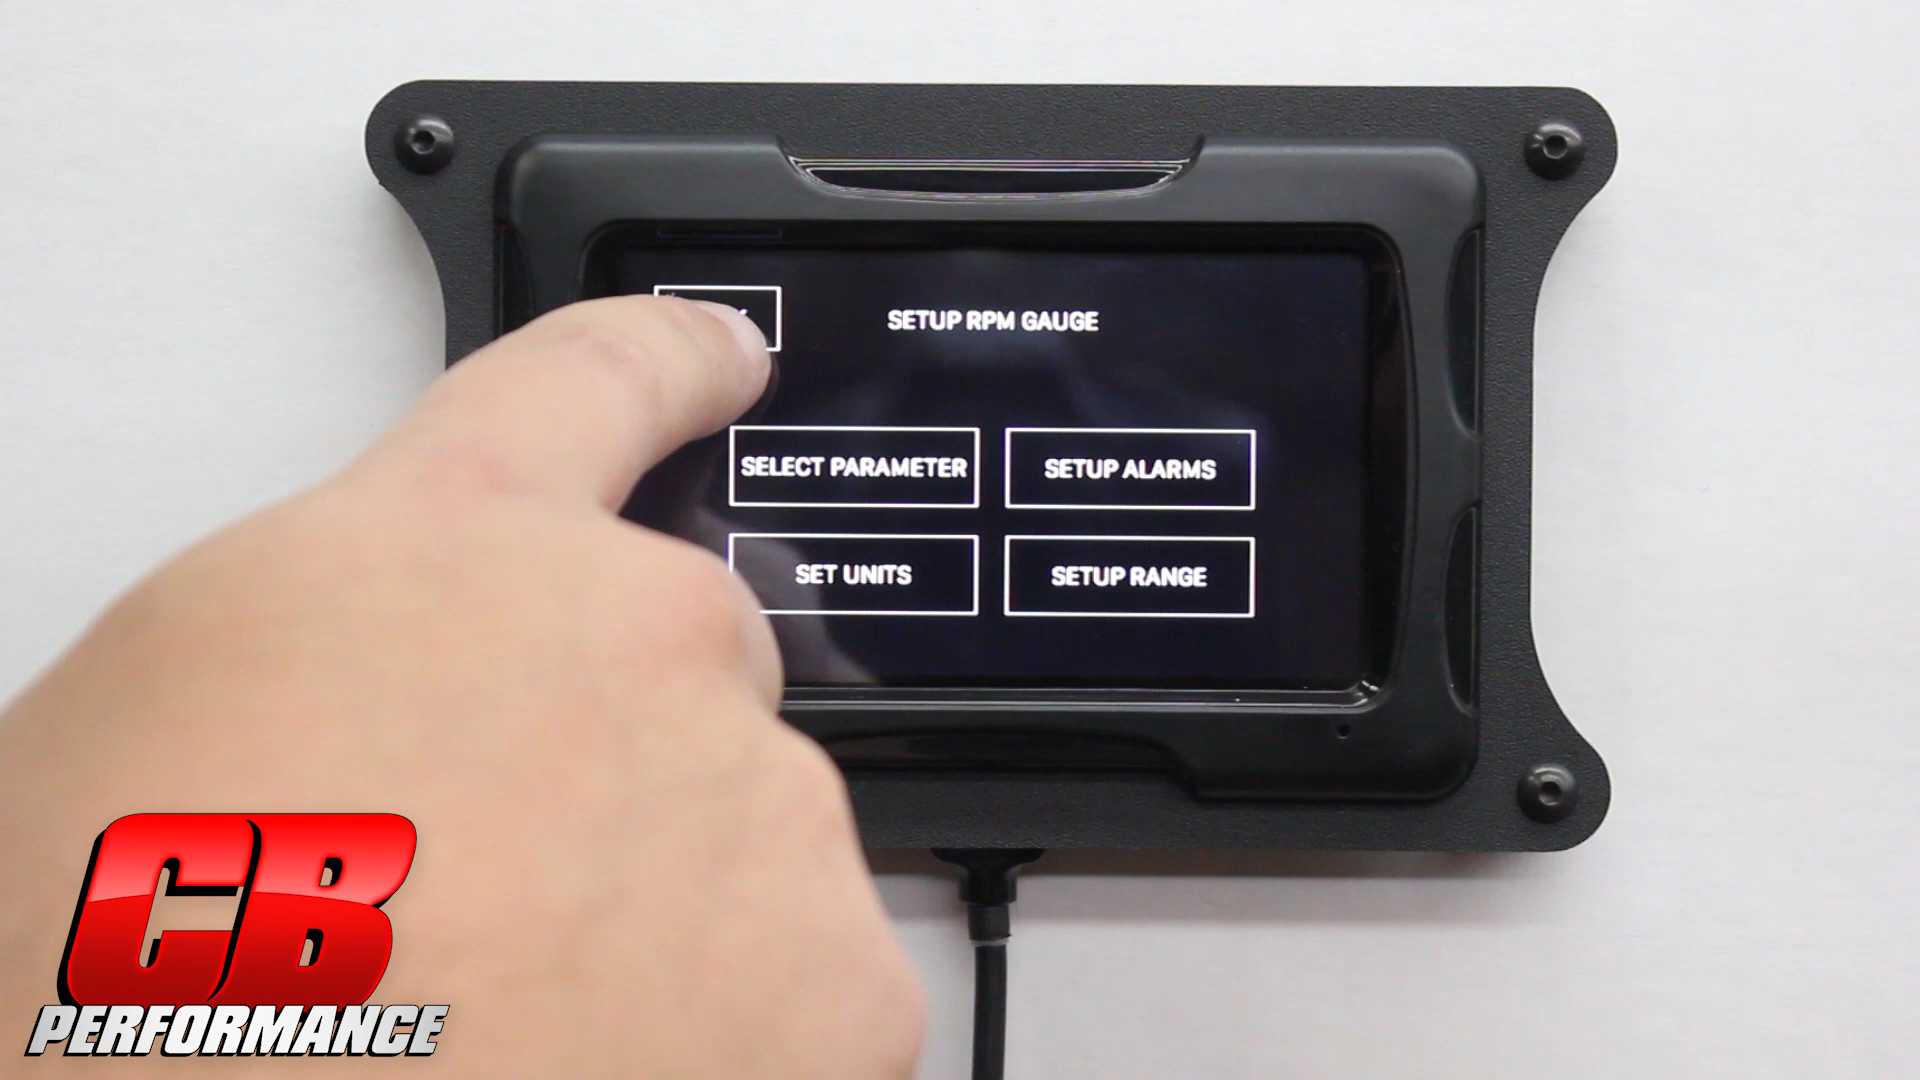 SETUP RPM GAUGE
SELECT PARAMETER
SETUP ALARMS
SET UNITS
SETUP RANGE
CB
PERFORMANCE